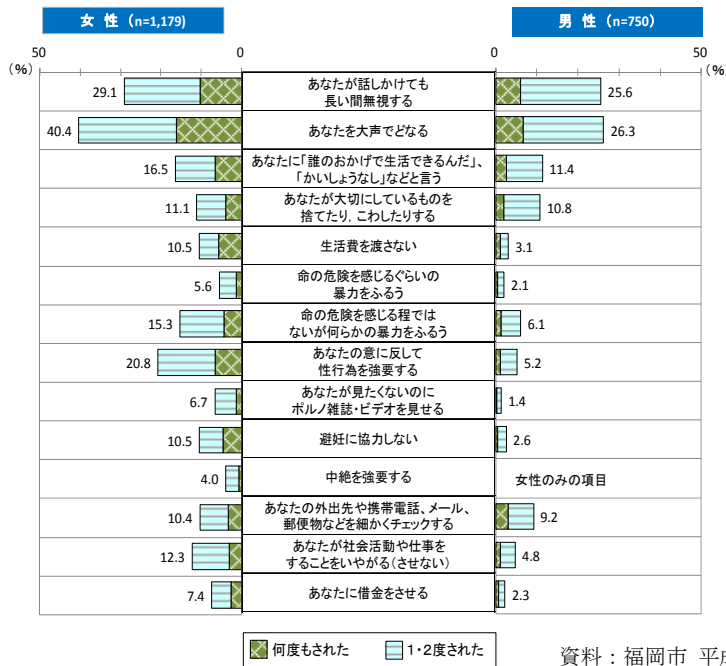 女 性 (n=1,179)
男 性 (n=750)
50
0
0
50
(%)
(%)
29.1
あなたが話しかけても
長い間無視する
25.6
40.4
あなたを大声でどなる
26.3
16.5
あなたに「誰のおかげで生活できるんだ」、
「かいしょうなし」などと言う
11.4
11.1
あなたが大切にしているものを
捨てたり, こわしたりする
10.8
10.5
生活費を渡さない
3.1
5.6
命の危険を感じるぐらいの
暴力をふるう
2.1
15.3
命の危険を感じる程では
ないが何らかの暴力をふるう
6.1
20.8
あなたの意に反して
性行為を強要する
5.2
6.7
あなたが見たくないのに
ポルノ雑誌・ビデオを見せる
1.4
10.5
避妊に協力しない
2.6
4.0
中絶を強要する
女性のみの項目
10.4
あなたの外出先や携帯電話、メール、
郵便物などを細かくチェックする
9.2
12.3
あなたが社会活動や仕事を
することをいやがる(させない)
4.8
7.4
あなたに借金をさせる
2.3
何度もされた
1・2度された
資料：福岡市 平成